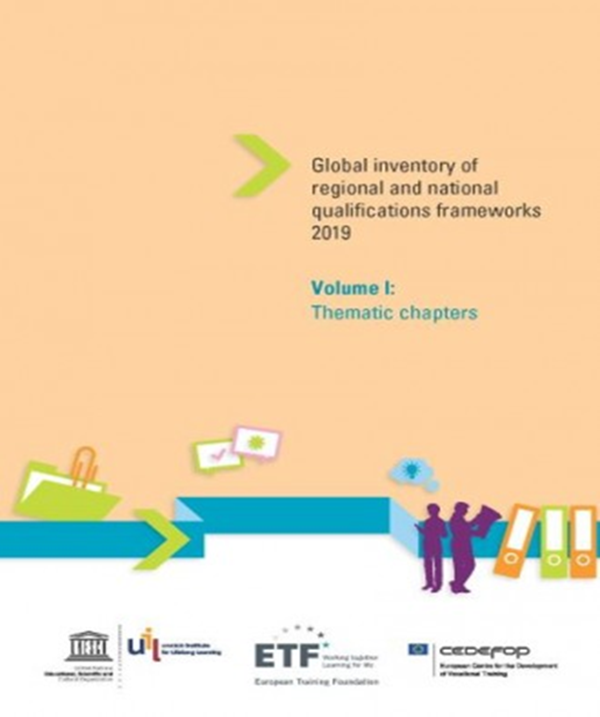 Global inventory of
regional and national
qualifications frameworks
2019
Volume I:
Thematic chapters
UNESCO
United Nations
Educational, Scientific and
Cultural Organization
uil
unesco institute
for Lifelong Learning
ETF
Working together
Learning for life
European Training Foundation
CEDEFOP
European Centre for the Development
of Vocational Training